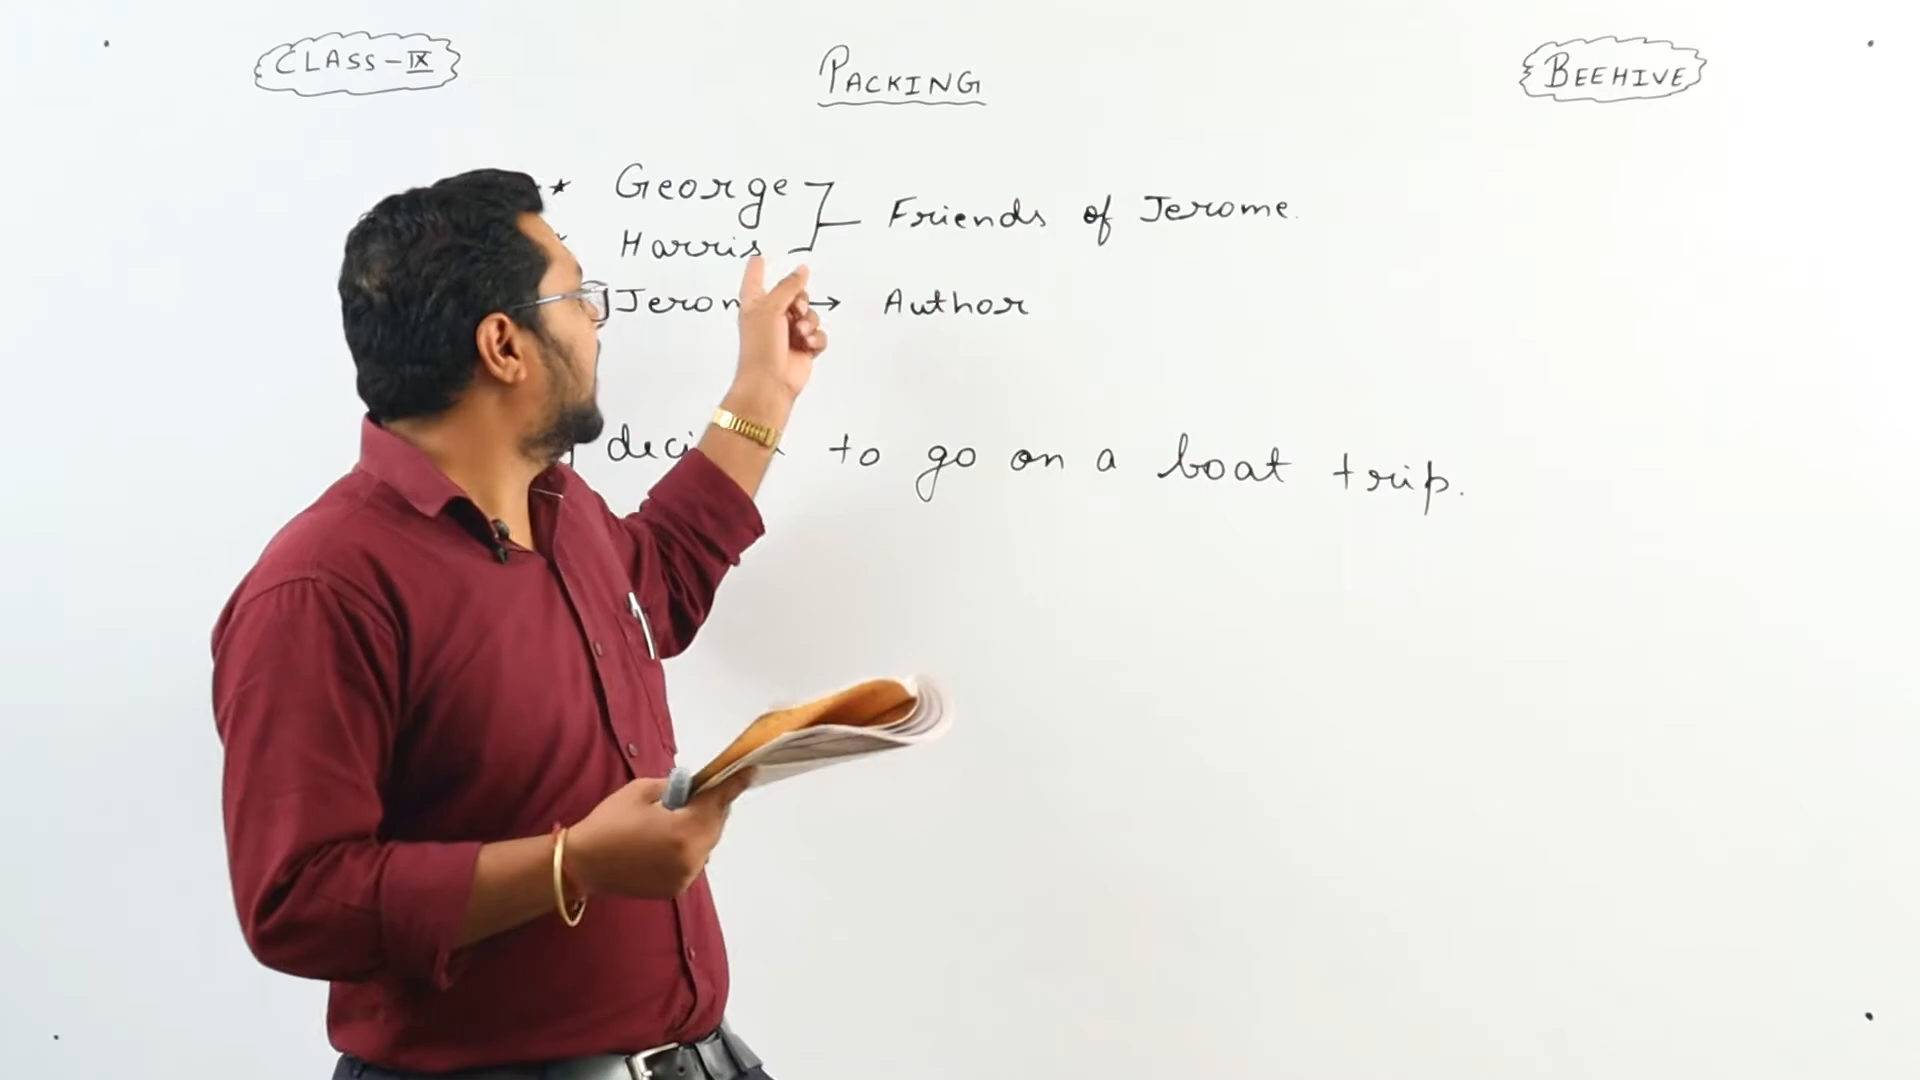 CLASS-IX
PACKING
BEEHIVE
* George
Harris
Friends of Jerome.
→ Author
to go on a boat trip.